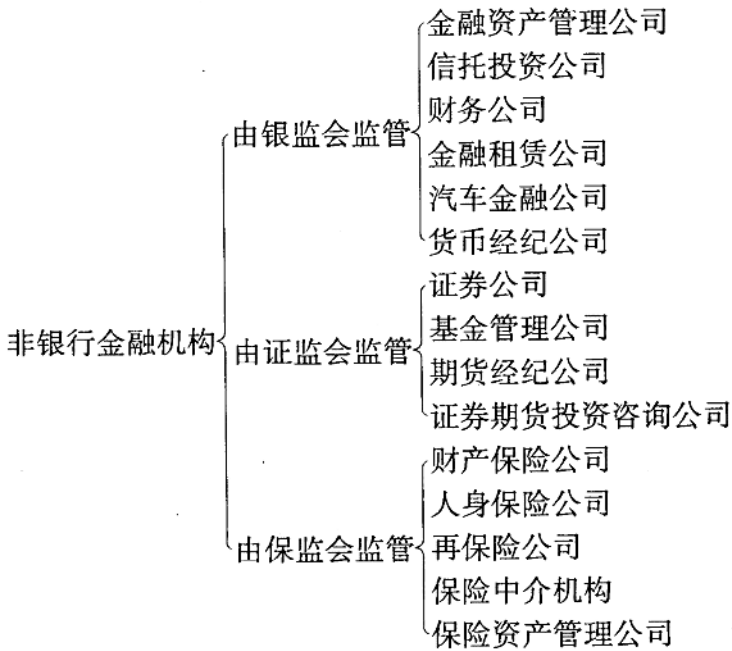 非银行金融机构
由银监会监管
金融资产管理公司
信托投资公司
财务公司
金融租赁公司
汽车金融公司
货币经纪公司
由证监会监管
证券公司
基金管理公司
期货经纪公司
证券期货投资咨询公司
由保监会监管
财产保险公司
人身保险公司
再保险公司
保险中介机构
保险资产管理公司